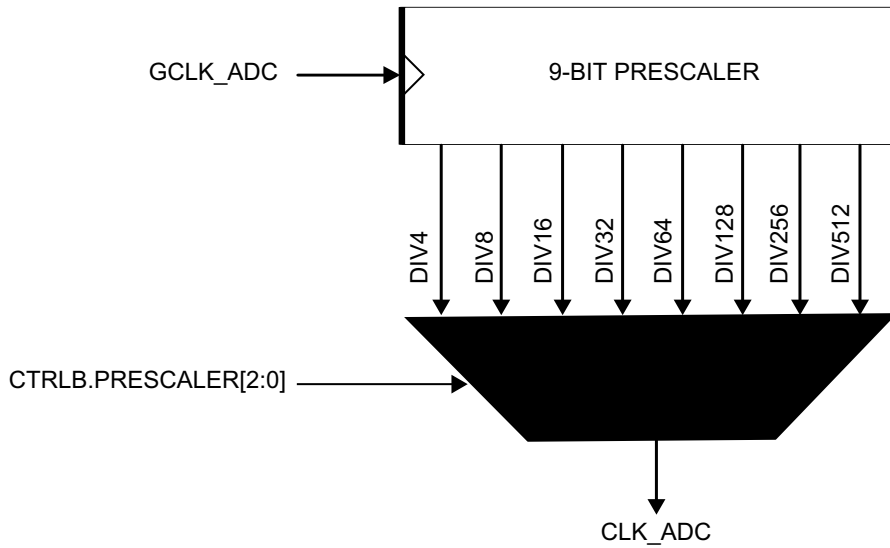 GCLK_ADC
9-BIT PRESCALER
DIV4
DIV8
DIV16
DIV32
DIV64
DIV128
DIV256
DIV512
CTRLB.PRESCALER[2:0]
CLK_ADC